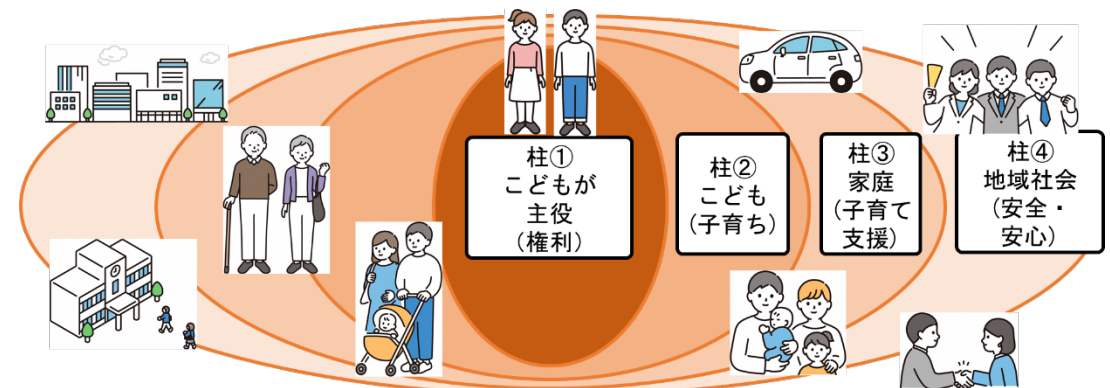 柱①
こどもが
主役
(権利)
柱②
こども
(子育ち)
柱③
家庭
(子育て
支援)
柱④
地域社会
(安全・
安心)